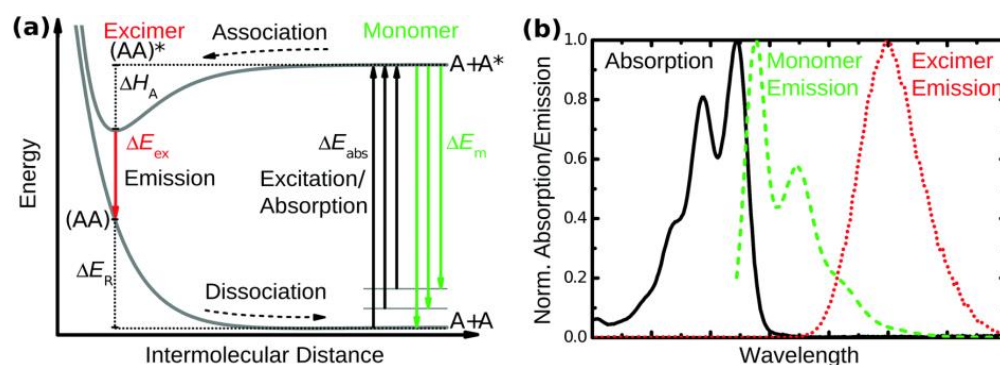 (a)
Excimer
(AA)*
Association
Monomer
A+A*
ΔH_A
ΔE_ex
Emission
ΔE_abs
Excitation/
Absorption
ΔE_m
(AA)
ΔE_R
Dissociation
A+A
Energy
Intermolecular Distance
(b)
Absorption
Monomer
Emission
Excimer
Emission
1.0
0.8
0.6
0.4
0.2
0.0
Norm. Absorption/Emission
Wavelength